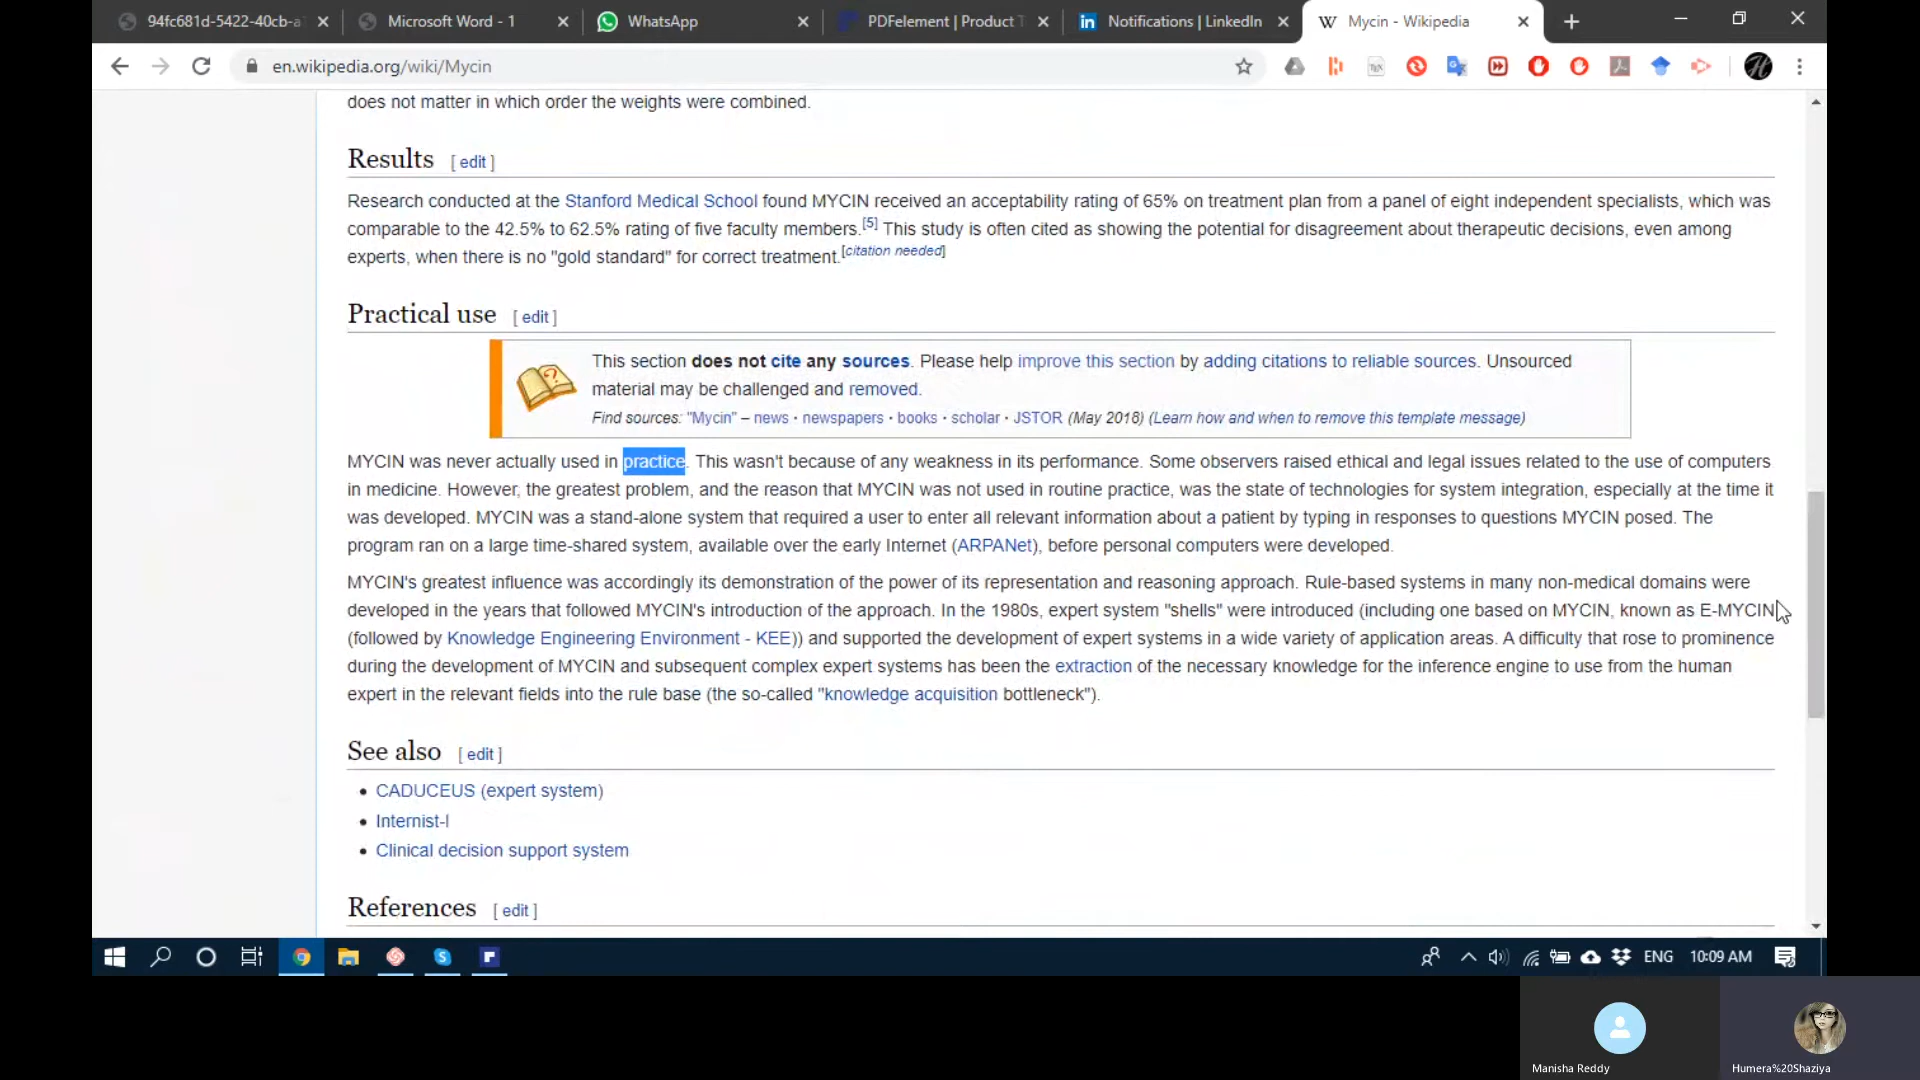 94fc681d-5422-40cb-a
Microsoft Word - 1
WhatsApp
PDFelement | Product T
Notifications | LinkedIn
Mycin - Wikipedia
en.wikipedia.org/wiki/Mycin
does not matter in which order the weights were combined.
Results [ edit ]
Research conducted at the Stanford Medical School found MYCIN received an acceptability rating of 65% on treatment plan from a panel of eight independent specialists, which was
comparable to the 42.5% to 62.5% rating of five faculty members.[5] This study is often cited as showing the potential for disagreement about therapeutic decisions, even among
experts, when there is no "gold standard" for correct treatment.[citation needed]
Practical use [ edit ]
This section does not cite any sources. Please help improve this section by adding citations to reliable sources. Unsourced
material may be challenged and removed.
Find sources: "Mycin" – news · newspapers · books · scholar · JSTOR (May 2018) (Learn how and when to remove this template message)
MYCIN was never actually used in practice. This wasn't because of any weakness in its performance. Some observers raised ethical and legal issues related to the use of computers
in medicine. However, the greatest problem, and the reason that MYCIN was not used in routine practice, was the state of technologies for system integration, especially at the time it
was developed. MYCIN was a stand-alone system that required a user to enter all relevant information about a patient by typing in responses to questions MYCIN posed. The
program ran on a large time-shared system, available over the early Internet (ARPANet), before personal computers were developed.
MYCIN's greatest influence was accordingly its demonstration of the power of its representation and reasoning approach. Rule-based systems in many non-medical domains were
developed in the years that followed MYCIN's introduction of the approach. In the 1980s, expert system "shells" were introduced (including one based on MYCIN, known as E-MYCIN
(followed by Knowledge Engineering Environment - KEE)) and supported the development of expert systems in a wide variety of application areas. A difficulty that rose to prominence
during the development of MYCIN and subsequent complex expert systems has been the extraction of the necessary knowledge for the inference engine to use from the human
expert in the relevant fields into the rule base (the so-called "knowledge acquisition bottleneck").
See also [ edit ]
CADUCEUS (expert system)
Internist-I
Clinical decision support system
References [ edit ]
ENG 10:09 AM
Manisha Reddy
Humera%20Shaziya